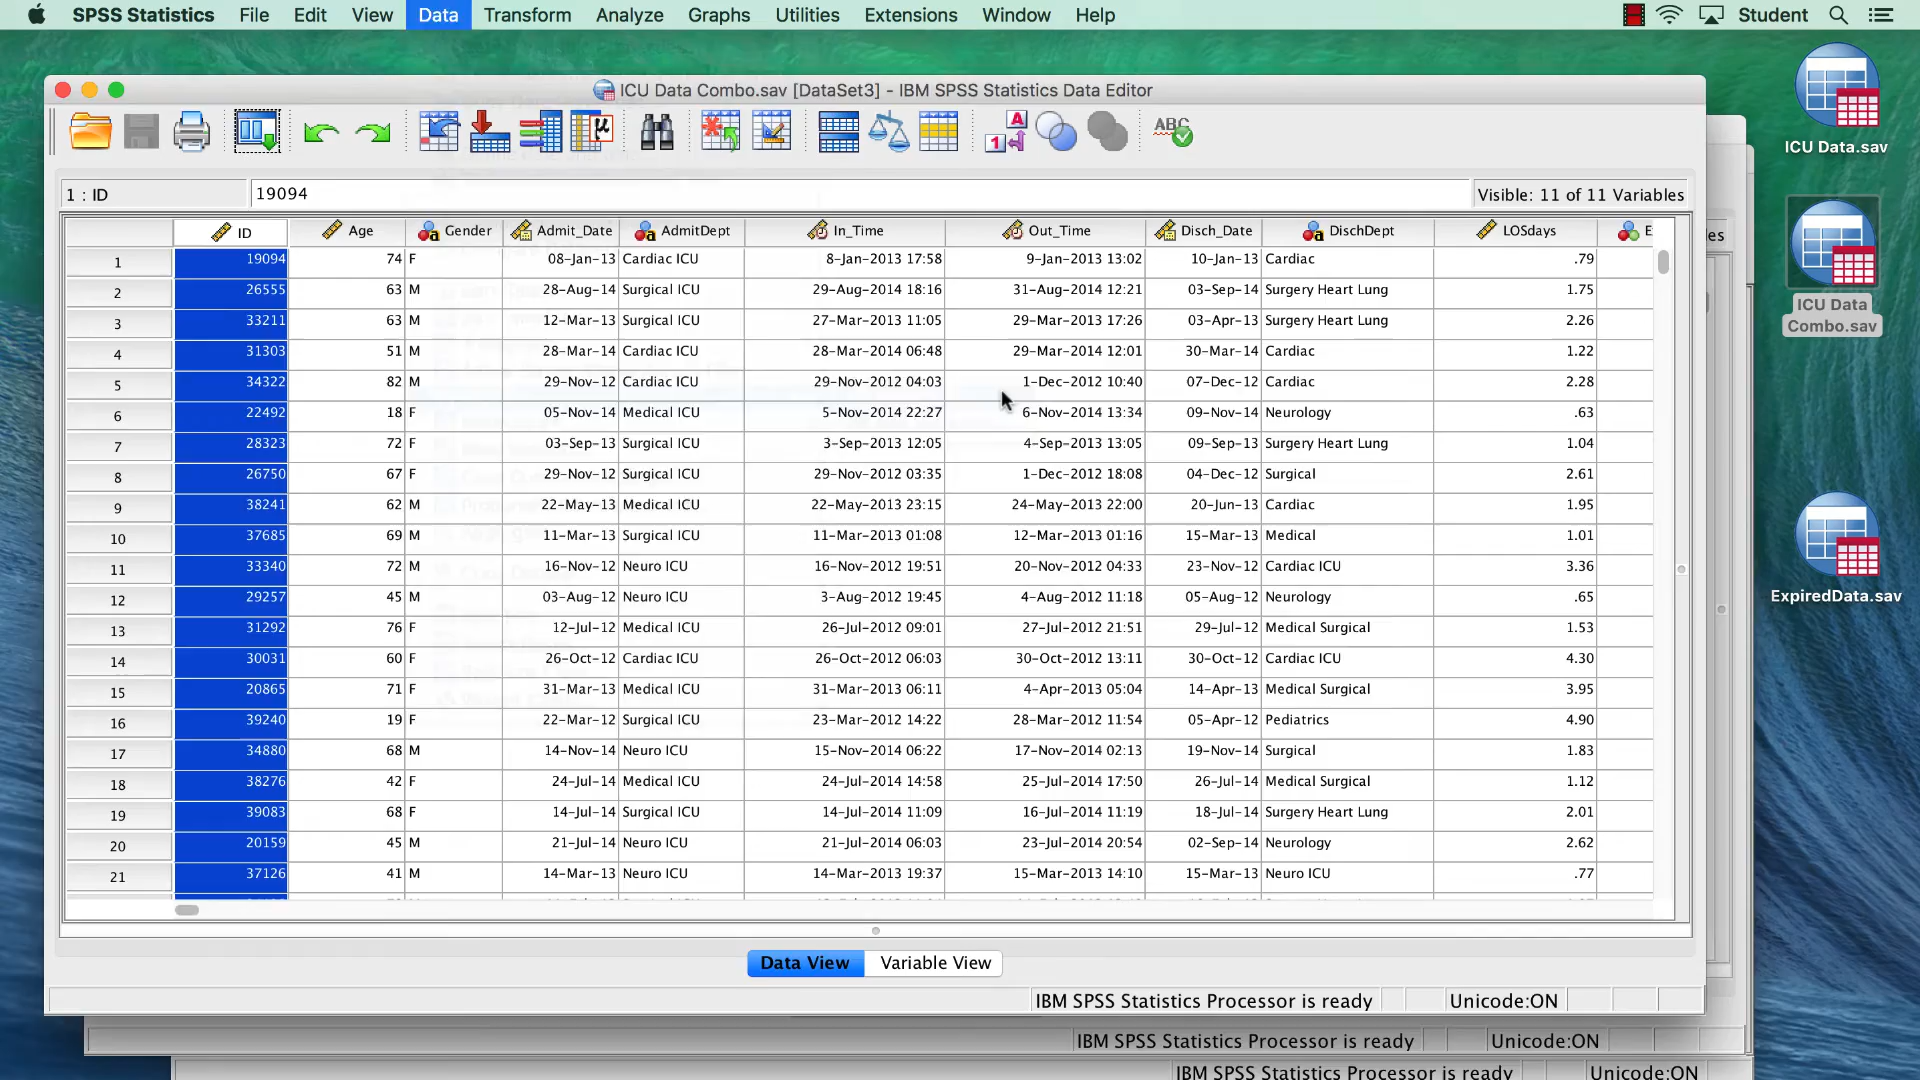 SPSS Statistics File Edit View Data Transform Analyze Graphs Utilities Extensions Window Help Student
ICU Data Combo.sav [DataSet3] - IBM SPSS Statistics Data Editor
ICU Data.sav
1 : ID 19094 Visible: 11 of 11 Variables
ID Age Gender Admit_Date AdmitDept In_Time Out_Time Disch_Date DischDept LOSdays
1 19094 74 F 08-Jan-13 Cardiac ICU 8-Jan-2013 17:58 9-Jan-2013 13:02 10-Jan-13 Cardiac .79
2 26555 63 M 28-Aug-14 Surgical ICU 29-Aug-2014 18:16 31-Aug-2014 12:21 03-Sep-14 Surgery Heart Lung 1.75
3 33211 63 M 12-Mar-13 Surgical ICU 27-Mar-2013 11:05 29-Mar-2013 17:26 03-Apr-13 Surgery Heart Lung 2.26
4 31303 51 M 28-Mar-14 Cardiac ICU 28-Mar-2014 06:48 29-Mar-2014 12:01 30-Mar-14 Cardiac 1.22
5 34322 82 M 29-Nov-12 Cardiac ICU 29-Nov-2012 04:03 1-Dec-2012 10:40 07-Dec-12 Cardiac 2.28
6 22492 18 F 05-Nov-14 Medical ICU 5-Nov-2014 22:27 6-Nov-2014 13:34 09-Nov-14 Neurology .63
7 28323 72 F 03-Sep-13 Surgical ICU 3-Sep-2013 12:05 4-Sep-2013 13:05 09-Sep-13 Surgery Heart Lung 1.04
8 26750 67 F 29-Nov-12 Surgical ICU 29-Nov-2012 03:35 1-Dec-2012 18:08 04-Dec-12 Surgical 2.61
9 38241 62 M 22-May-13 Medical ICU 22-May-2013 23:15 24-May-2013 22:00 20-Jun-13 Cardiac 1.95
10 37685 69 M 11-Mar-13 Surgical ICU 11-Mar-2013 01:08 12-Mar-2013 01:16 15-Mar-13 Medical 1.01
11 33340 72 M 16-Nov-12 Neuro ICU 16-Nov-2012 19:51 20-Nov-2012 04:33 23-Nov-12 Cardiac ICU 3.36
12 29257 45 M 03-Aug-12 Neuro ICU 3-Aug-2012 19:45 4-Aug-2012 11:18 05-Aug-12 Neurology .65
13 31292 76 F 12-Jul-12 Medical ICU 26-Jul-2012 09:01 27-Jul-2012 21:51 29-Jul-12 Medical Surgical 1.53
14 30031 60 F 26-Oct-12 Cardiac ICU 26-Oct-2012 06:03 30-Oct-2012 13:11 30-Oct-12 Cardiac ICU 4.30
15 20865 71 F 31-Mar-13 Medical ICU 31-Mar-2013 06:11 4-Apr-2013 05:04 14-Apr-13 Medical Surgical 3.95
16 39240 19 F 22-Mar-12 Surgical ICU 23-Mar-2012 14:22 28-Mar-2012 11:54 05-Apr-12 Pediatrics 4.90
17 34880 68 M 14-Nov-14 Neuro ICU 15-Nov-2014 06:22 17-Nov-2014 02:13 19-Nov-14 Surgical 1.83
18 38276 42 F 24-Jul-14 Medical ICU 24-Jul-2014 14:58 25-Jul-2014 17:50 26-Jul-14 Medical Surgical 1.12
19 39083 68 F 14-Jul-14 Surgical ICU 14-Jul-2014 11:09 16-Jul-2014 11:19 18-Jul-14 Surgery Heart Lung 2.01
20 20159 45 M 21-Jul-14 Neuro ICU 21-Jul-2014 06:03 23-Jul-2014 20:54 02-Sep-14 Neurology 2.62
21 37126 41 M 14-Mar-13 Neuro ICU 14-Mar-2013 19:37 15-Mar-2013 14:10 15-Mar-13 Neuro ICU .77
ICU Data
Combo.sav
ExpiredData.sav
Data View Variable View
IBM SPSS Statistics Processor is ready Unicode:ON
IBM SPSS Statistics Processor is ready Unicode:ON
IBM SPSS Statistics Processor is ready Unicode:ON